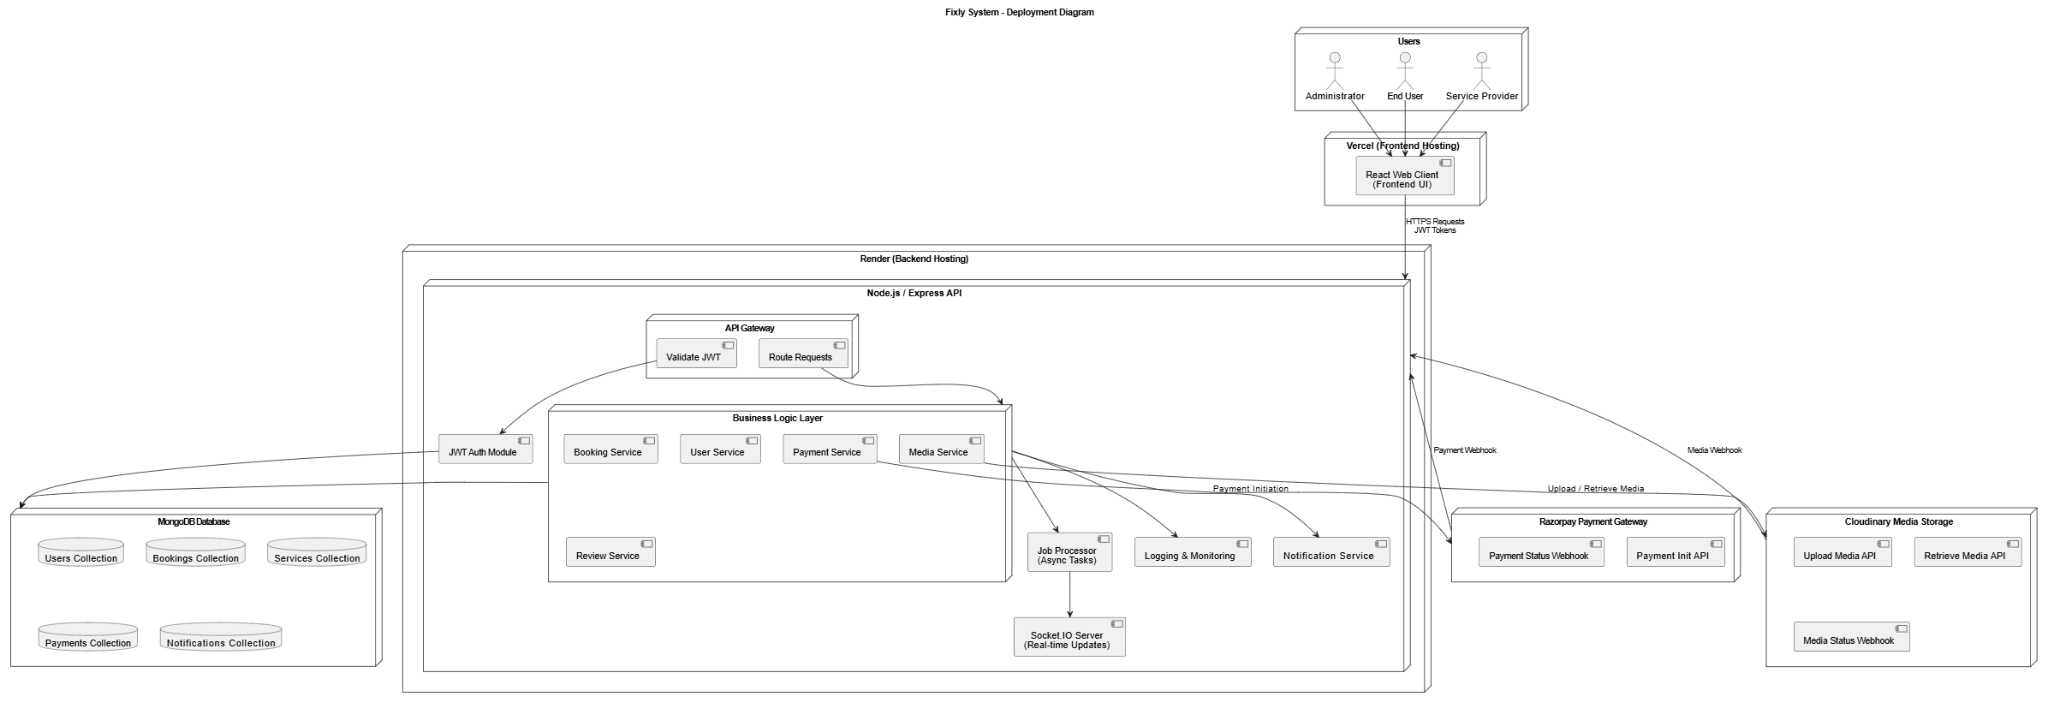 Fixly System - Deployment Diagram
Users
Administrator
End User
Service Provider
Vercel (Frontend Hosting)
React Web Client
(Frontend UI)
HTTPS Requests
JWT Tokens
Render (Backend Hosting)
Node.js / Express API
API Gateway
Validate JWT
Route Requests
Business Logic Layer
JWT Auth Module
Booking Service
User Service
Payment Service
Media Service
Payment Webhook
Media Webhook
Payment Initiation
Upload / Retrieve Media
MongoDB Database
Users Collection
Bookings Collection
Services Collection
Payments Collection
Notifications Collection
Review Service
Job Processor
(Async Tasks)
Logging & Monitoring
Notification Service
Socket.IO Server
(Real-time Updates)
Razorpay Payment Gateway
Payment Status Webhook
Payment Init API
Cloudinary Media Storage
Upload Media API
Retrieve Media API
Media Status Webhook